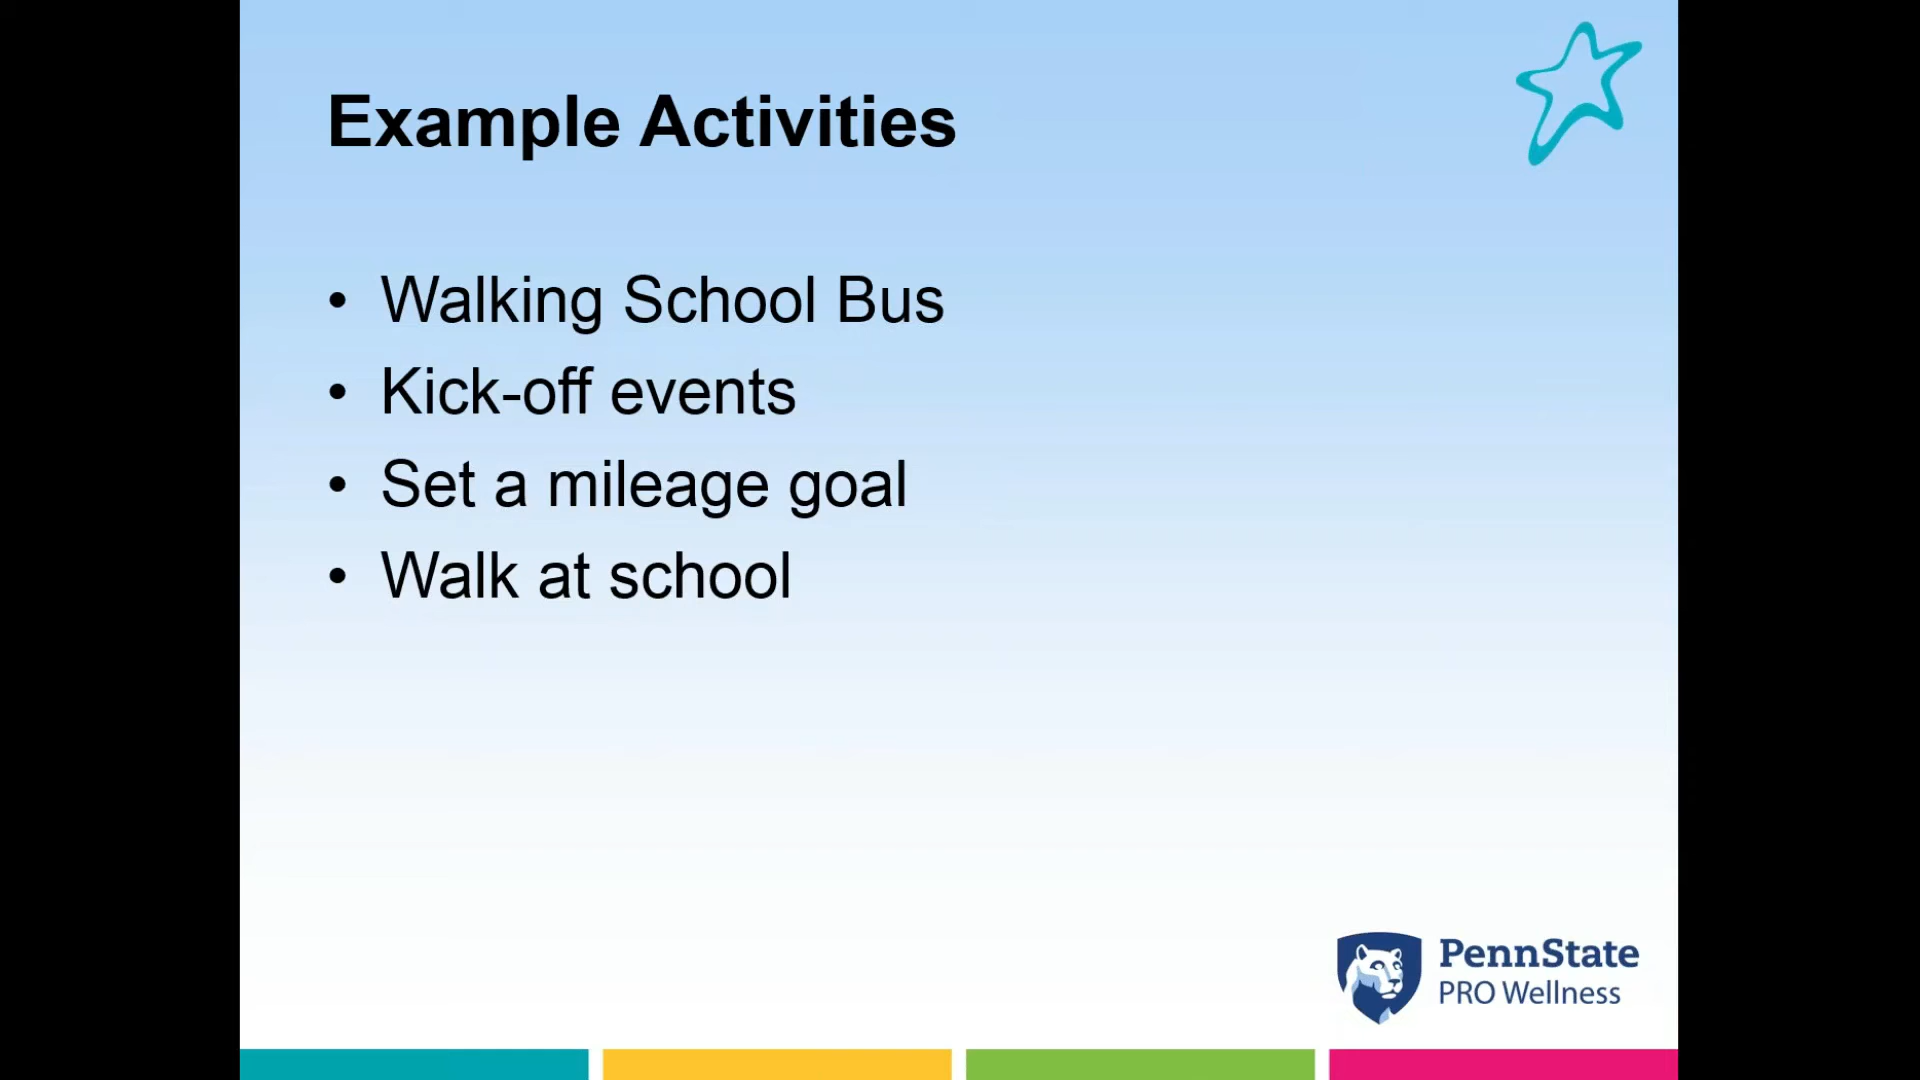 Example Activities
• Walking School Bus
• Kick-off events
• Set a mileage goal
• Walk at school
PennState
PRO Wellness